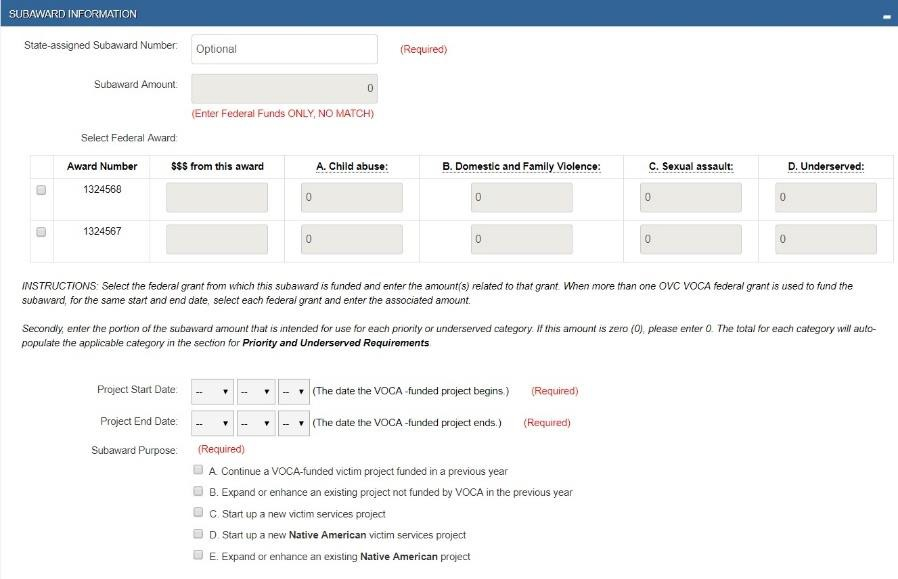 SUBAWARD INFORMATION
State-assigned Subaward Number: Optional (Required)
Subaward Amount: 0
(Enter Federal Funds ONLY, NO MATCH)
Select Federal Award:
Award Number $$$ from this award A. Child abuse: B. Domestic and Family Violence: C. Sexual assault: D. Underserved:
1324568 0 0 0 0
1324567 0 0 0 0
INSTRUCTIONS: Select the federal grant from which this subaward is funded and enter the amount(s) related to that grant. When more than one OVC VOCA federal grant is used to fund the
subaward, for the same start and end date, select each federal grant and enter the associated amount.
Secondly, enter the portion of the subaward amount that is intended for use for each priority or underserved category. If this amount is zero (0), please enter 0. The total for each category will auto-
populate the applicable category in the section for Priority and Underserved Requirements
Project Start Date: -- -- -- (The date the VOCA -funded project begins.) (Required)
Project End Date: -- -- -- (The date the VOCA -funded project ends.) (Required)
Subaward Purpose: (Required)
A. Continue a VOCA-funded victim project funded in a previous year
B. Expand or enhance an existing project not funded by VOCA in the previous year
C. Start up a new victim services project
D. Start up a new Native American victim services project
E. Expand or enhance an existing Native American project